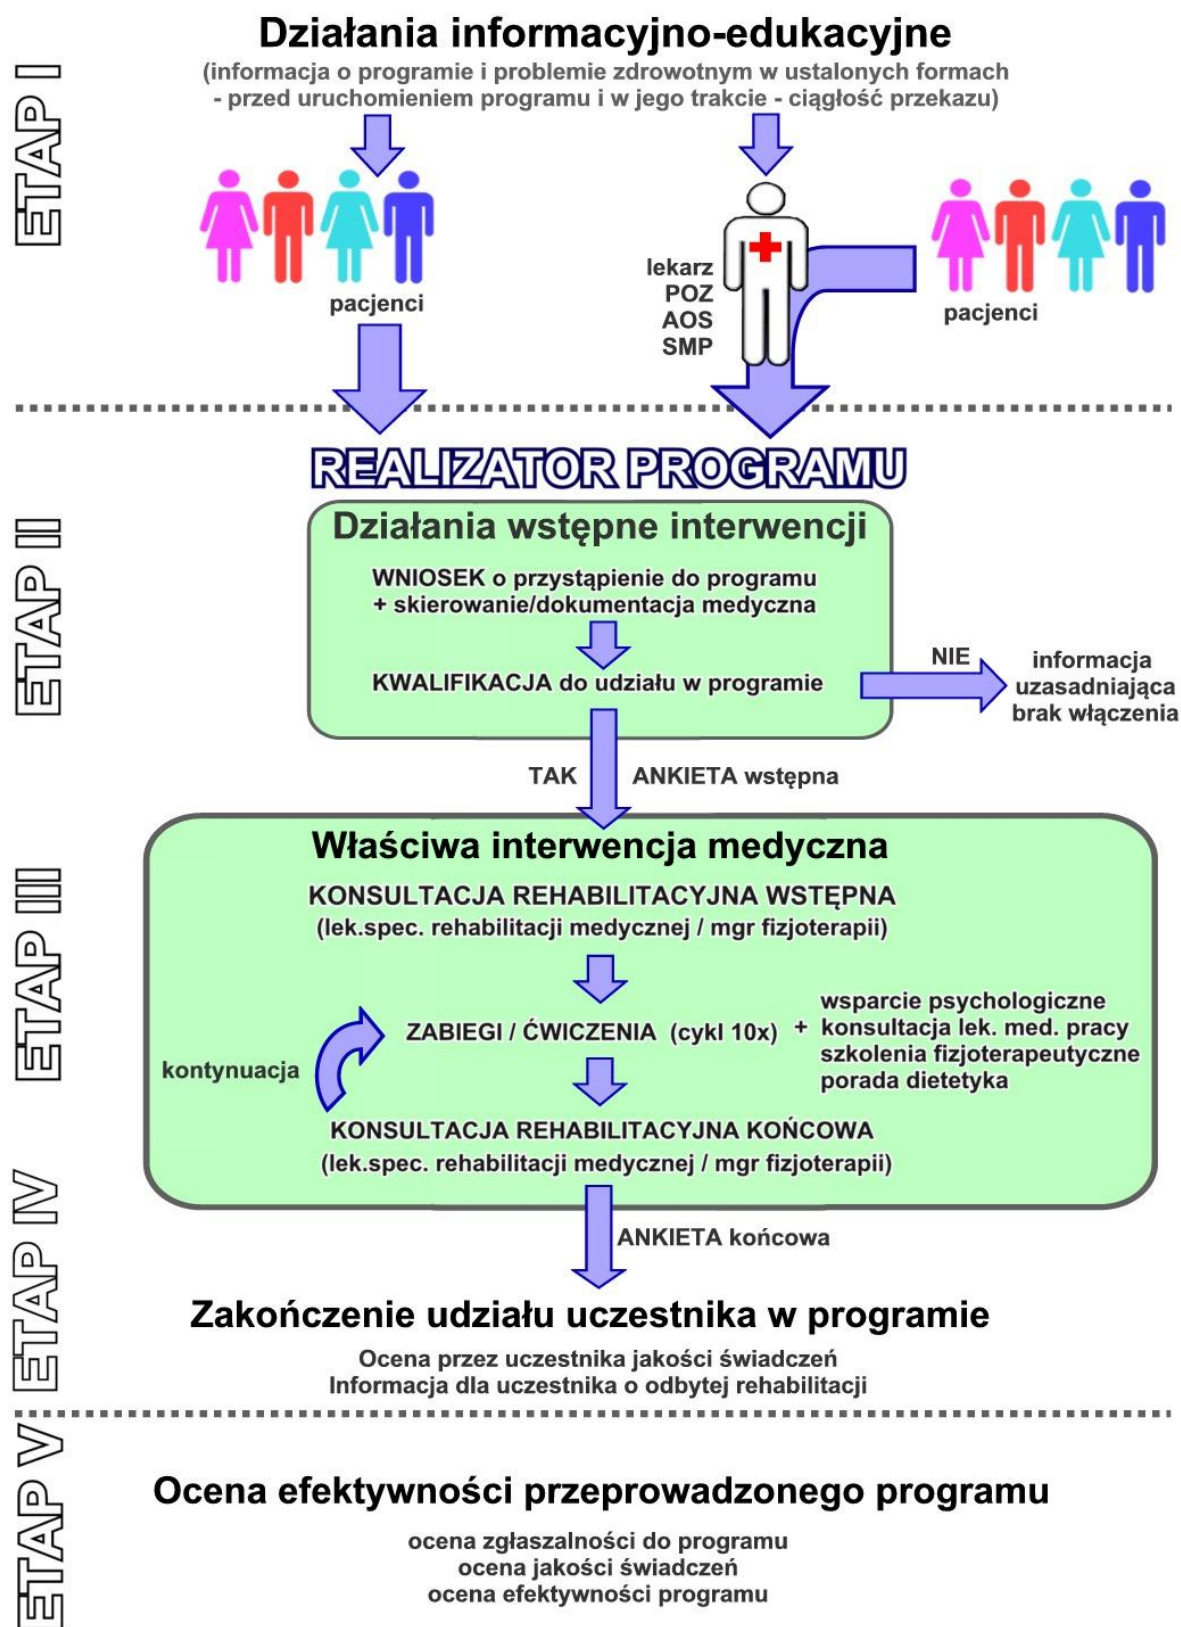 ETAP I
Działania informacyjno-edukacyjne
(informacja o programie i problemie zdrowotnym w ustalonych formach
- przed uruchomieniem programu i w jego trakcie - ciągłość przekazu)
pacjenci
lekarz
POZ
AOS
SMP
pacjenci
REALIZATOR PROGRAMU
ETAP II
Działania wstępne interwencji
WNIOSEK o przystąpienie do programu
+ skierowanie/dokumentacja medyczna
KWALIFIKACJA do udziału w programie
NIE
informacja
uzasadniająca
brak włączenia
TAK
ANKIETA wstępna
ETAP III
Właściwa interwencja medyczna
KONSULTACJA REHABILITACYJNA WSTĘPNA
(lek.spec. rehabilitacji medycznej / mgr fizjoterapii)
ZABIEGI / ĆWICZENIA (cykl 10x)
+
wsparcie psychologiczne
konsultacja lek. med. pracy
szkolenia fizjoterapeutyczne
porada dietetyka
kontynuacja
KONSULTACJA REHABILITACYJNA KOŃCOWA
(lek.spec. rehabilitacji medycznej / mgr fizjoterapii)
ETAP IV
ANKIETA końcowa
Zakończenie udziału uczestnika w programie
Ocena przez uczestnika jakości świadczeń
Informacja dla uczestnika o odbytej rehabilitacji
ETAP V
Ocena efektywności przeprowadzonego programu
ocena zgłaszalności do programu
ocena jakości świadczeń
ocena efektywności programu